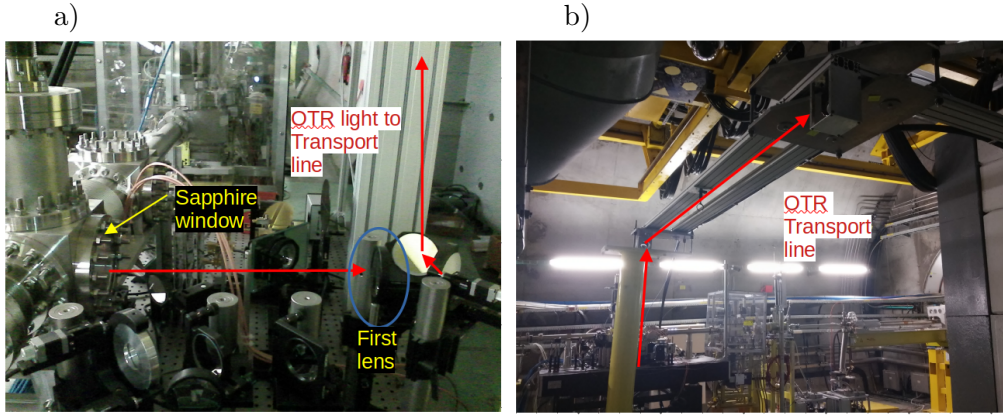 a)
b)
OTR light to
Transport
line
Sapphire
window
First
lens
OTR
Transport
line